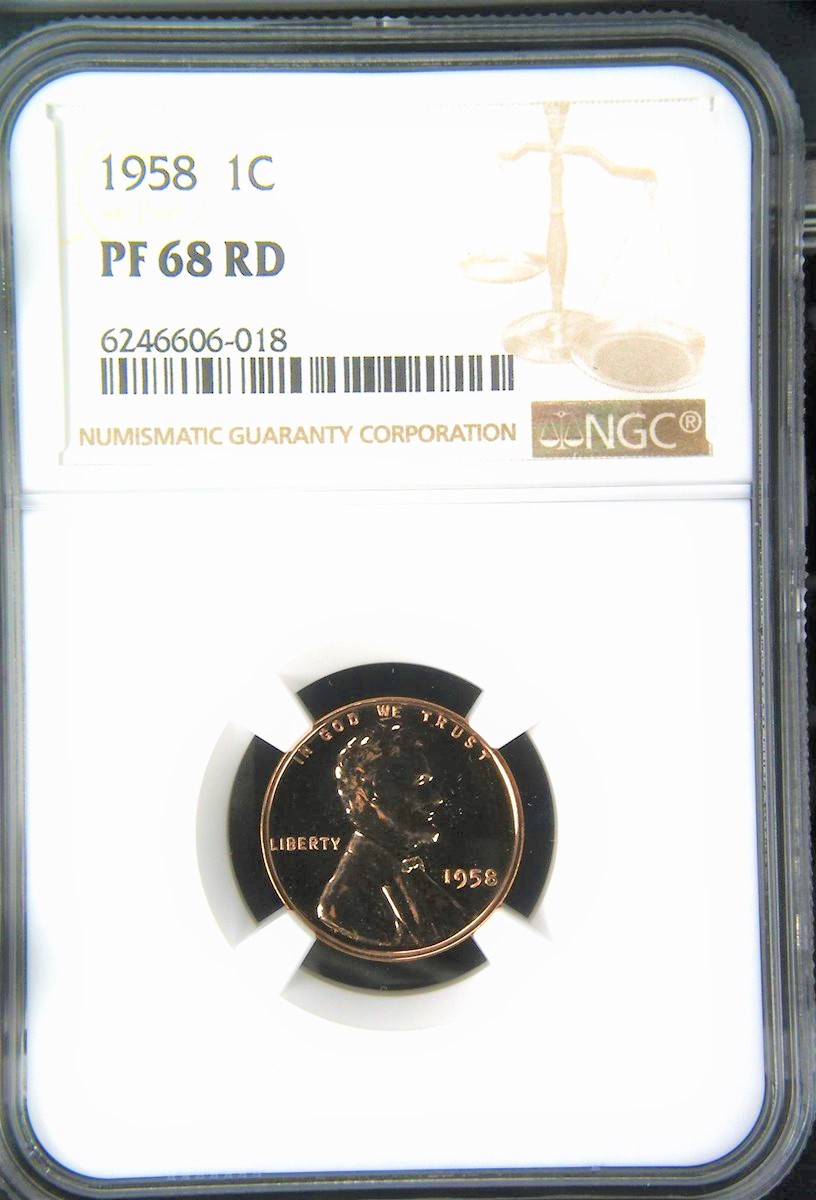 1958 1C
PF 68 RD
6246606-018
NUMISMATIC GUARANTY CORPORATION
NGC®
IN GOD WE TRUST
LIBERTY
1958